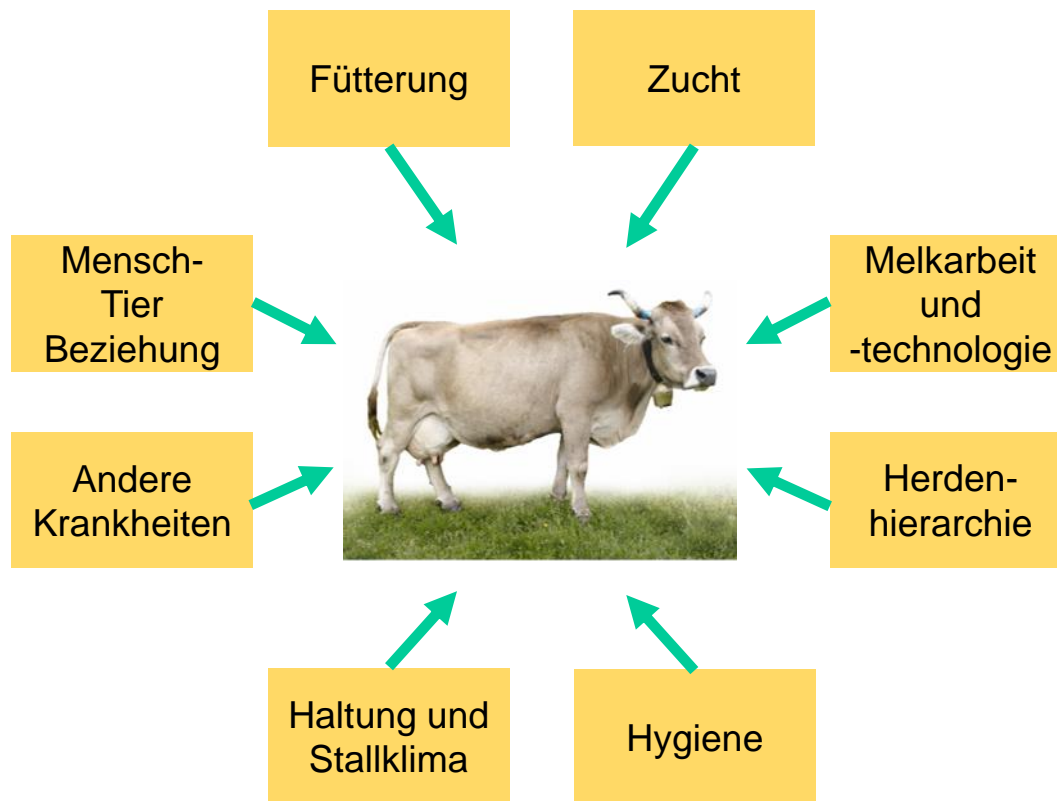 Fütterung
Zucht
Mensch-
Tier
Beziehung
Melkarbeit
und
-technologie
Andere
Krankheiten
Herden-
hierarchie
Haltung und
Stallklima
Hygiene